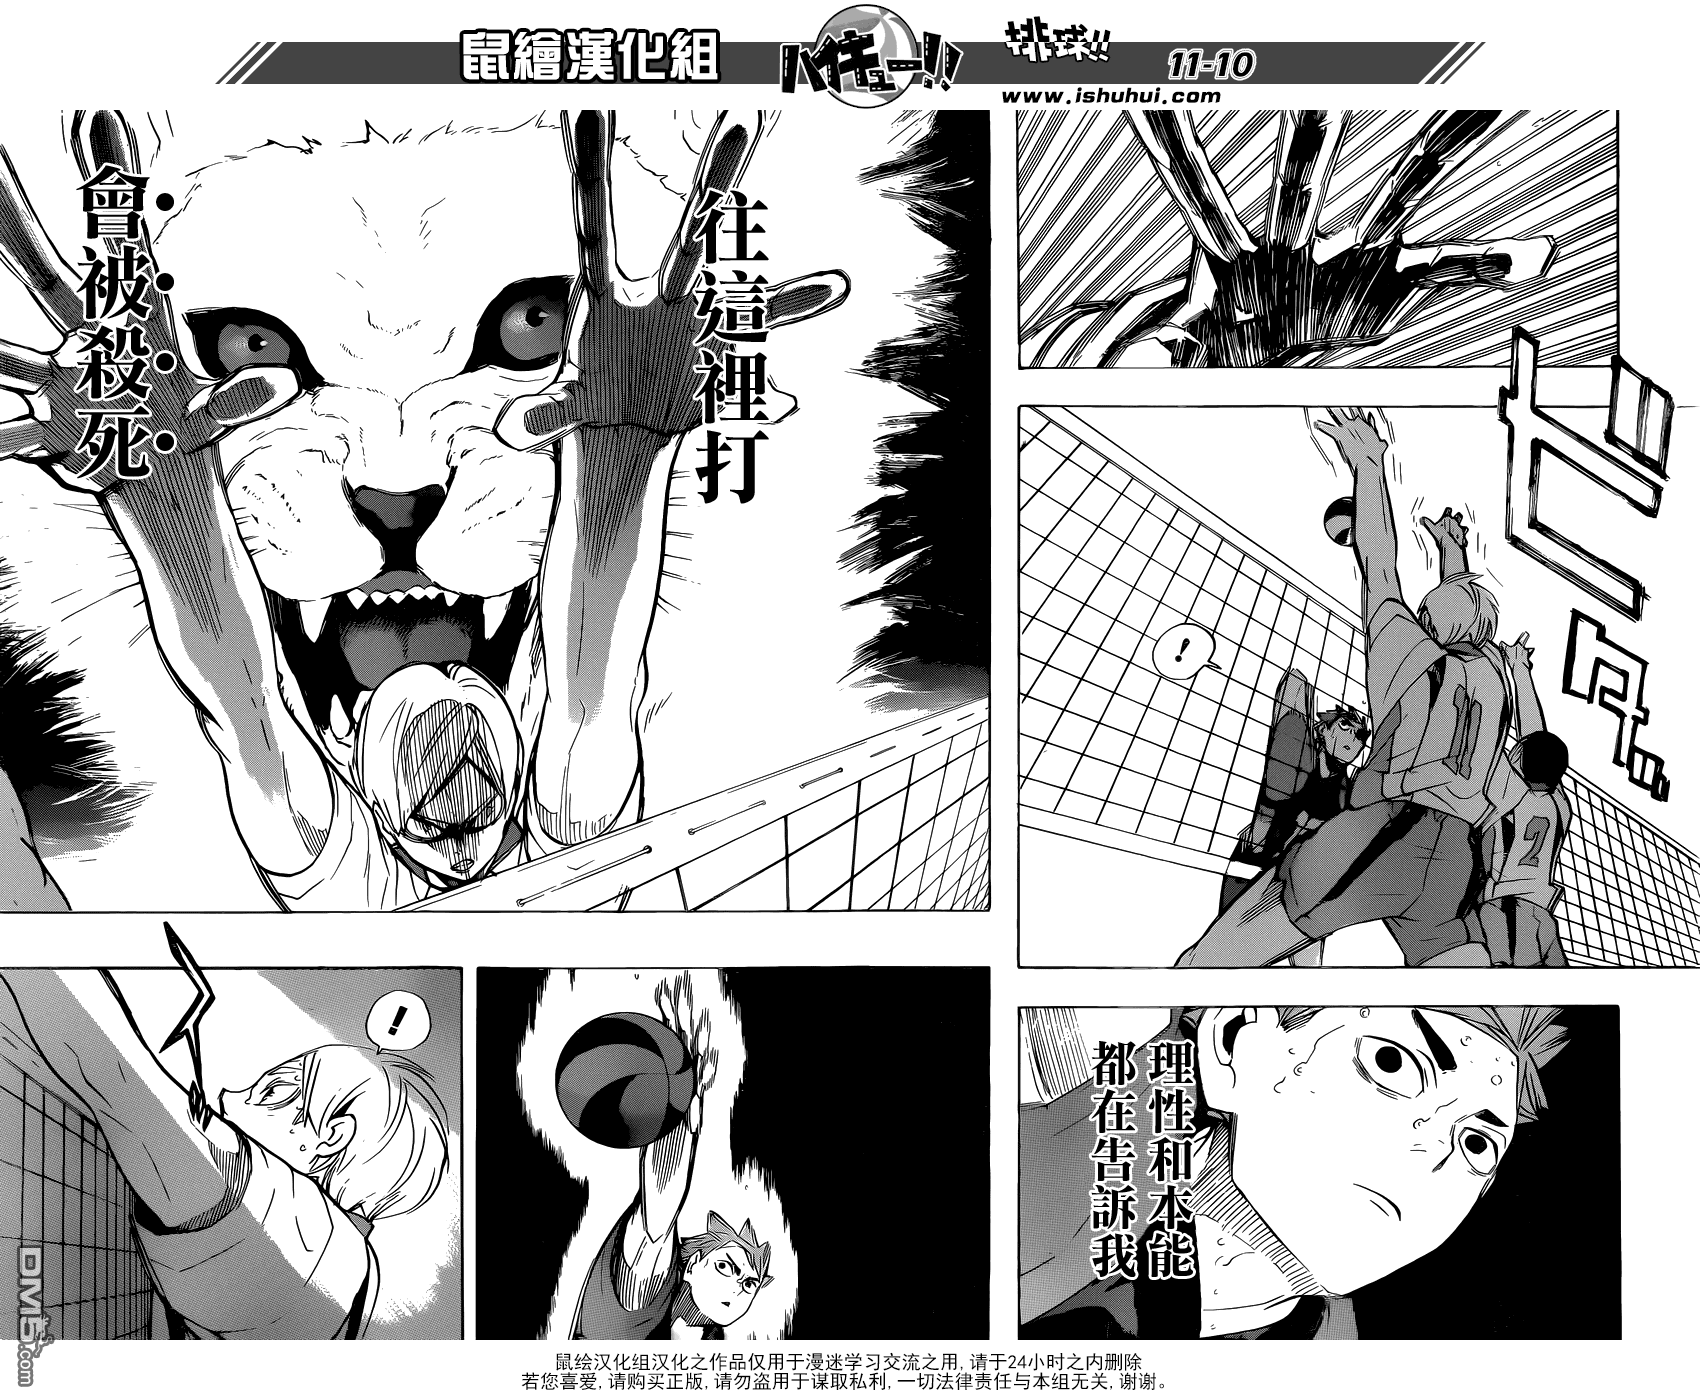 鼠繪漢化組
ハイキュー!!
排球!!
11-10
www.ishuhui.com
!
理性和本能
都在告訴我
往這裡打
會被殺死
!
2
DM5.com
鼠绘汉化组汉化之作品仅用于漫迷学习交流之用,请于24小时之内删除
若您喜爱,请购买正版,请勿盗用于谋取私利,一切法律责任与本组无关,谢谢。